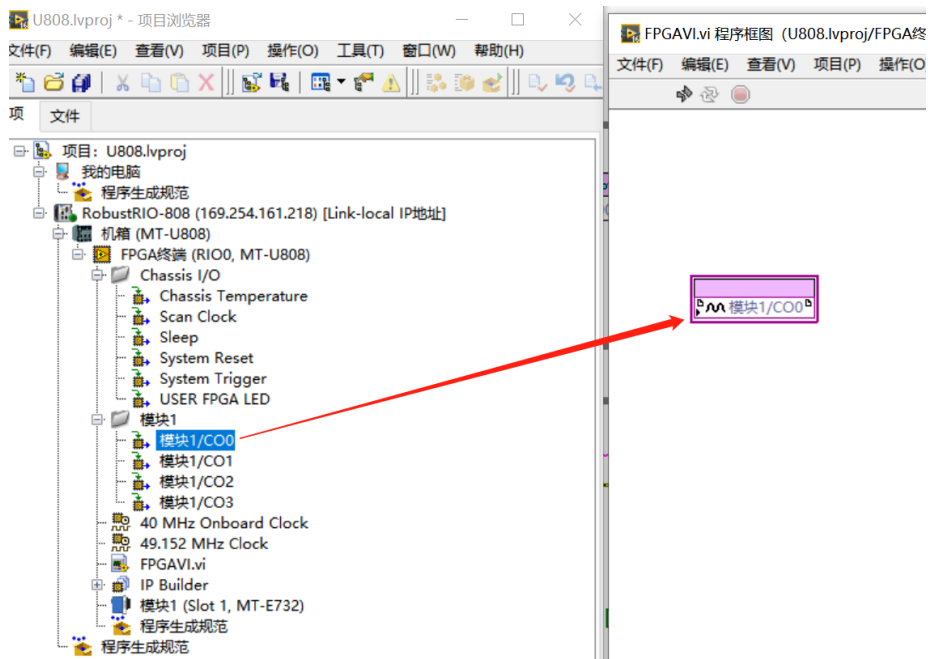 U808.lvproj * - 项目浏览器
文件(F) 编辑(E) 查看(V) 项目(P) 操作(O) 工具(T) 窗口(W) 帮助(H)
项 文件
项目：U808.lvproj
我的电脑
程序生成规范
RobustRIO-808 (169.254.161.218) [Link-local IP地址]
机箱 (MT-U808)
FPGA终端 (RIO0, MT-U808)
Chassis I/O
Chassis Temperature
Scan Clock
Sleep
System Reset
System Trigger
USER FPGA LED
模块1
模块1/CO0
模块1/CO1
模块1/CO2
模块1/CO3
40 MHz Onboard Clock
49.152 MHz Clock
FPGAVI.vi
IP Builder
模块1 (Slot 1, MT-E732)
程序生成规范
程序生成规范
FPGAVI.vi 程序框图（U808.lvproj/FPGA终
文件(F) 编辑(E) 查看(V) 项目(P) 操作(O
模块1/CO0